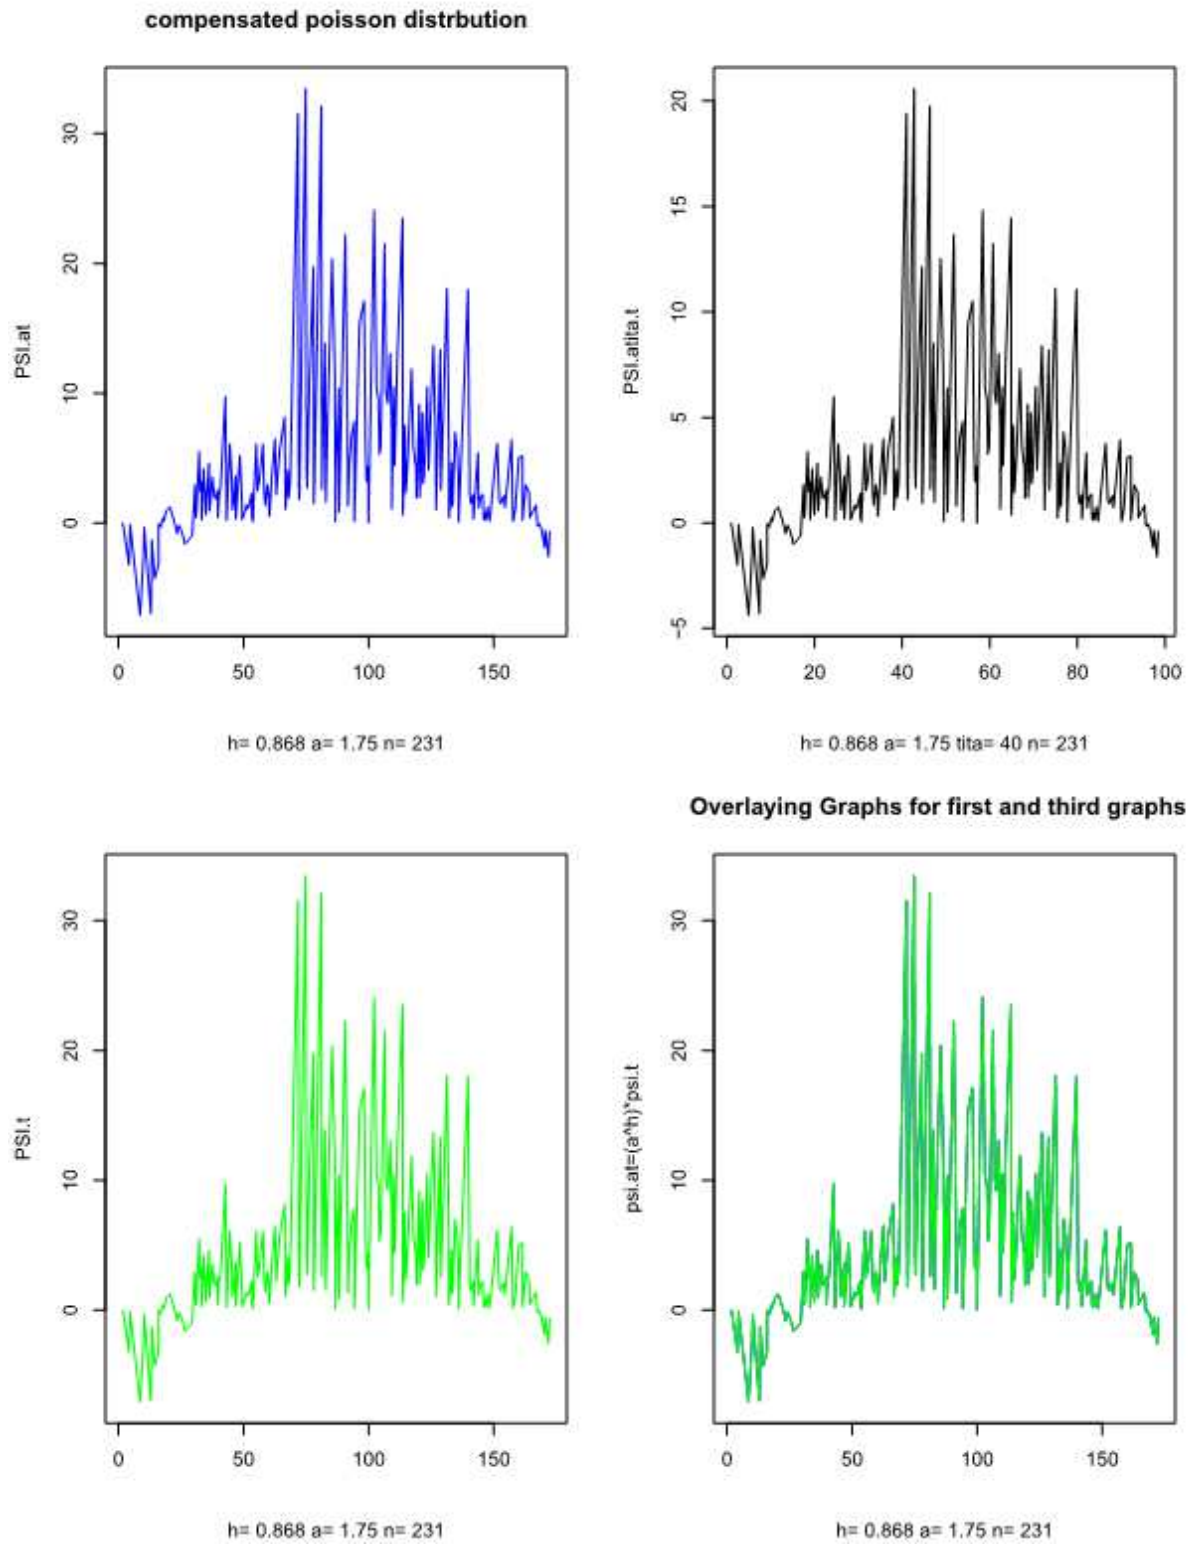 compensated poisson distrbution
PSI.at
30
20
10
0
0 50 100 150
h= 0.868 a= 1.75 n= 231
PSI.atita.t
20
15
10
5
0
−5
0 20 40 60 80 100
h= 0.868 a= 1.75 tita= 40 n= 231
PSI.t
30
20
10
0
0 50 100 150
h= 0.868 a= 1.75 n= 231
Overlaying Graphs for first and third graphs
psi.at=(a^h)*psi.t
30
20
10
0
0 50 100 150
h= 0.868 a= 1.75 n= 231